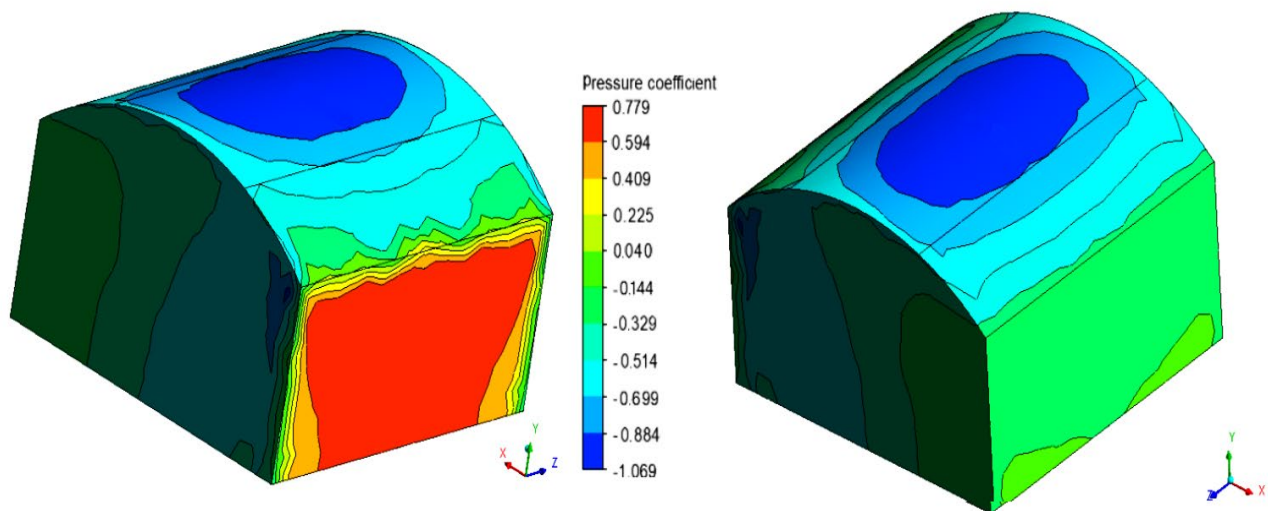 Pressure coefficient
0.779
0.594
0.409
0.225
0.040
-0.144
-0.329
-0.514
-0.699
-0.884
-1.069
X
Y
Z
Y
Z
X